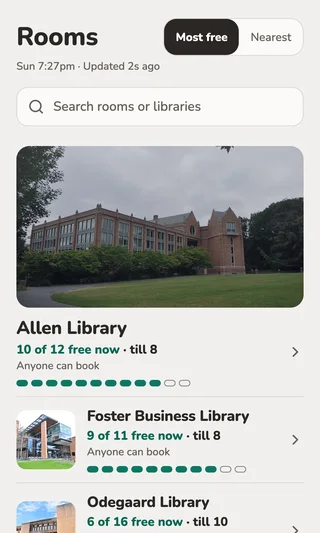 Rooms
Most free
Nearest
Sun 7:27pm · Updated 2s ago
Search rooms or libraries
Allen Library
10 of 12 free now · till 8
Anyone can book
Foster Business Library
9 of 11 free now · till 8
Anyone can book
Odegaard Library
6 of 16 free now · till 10